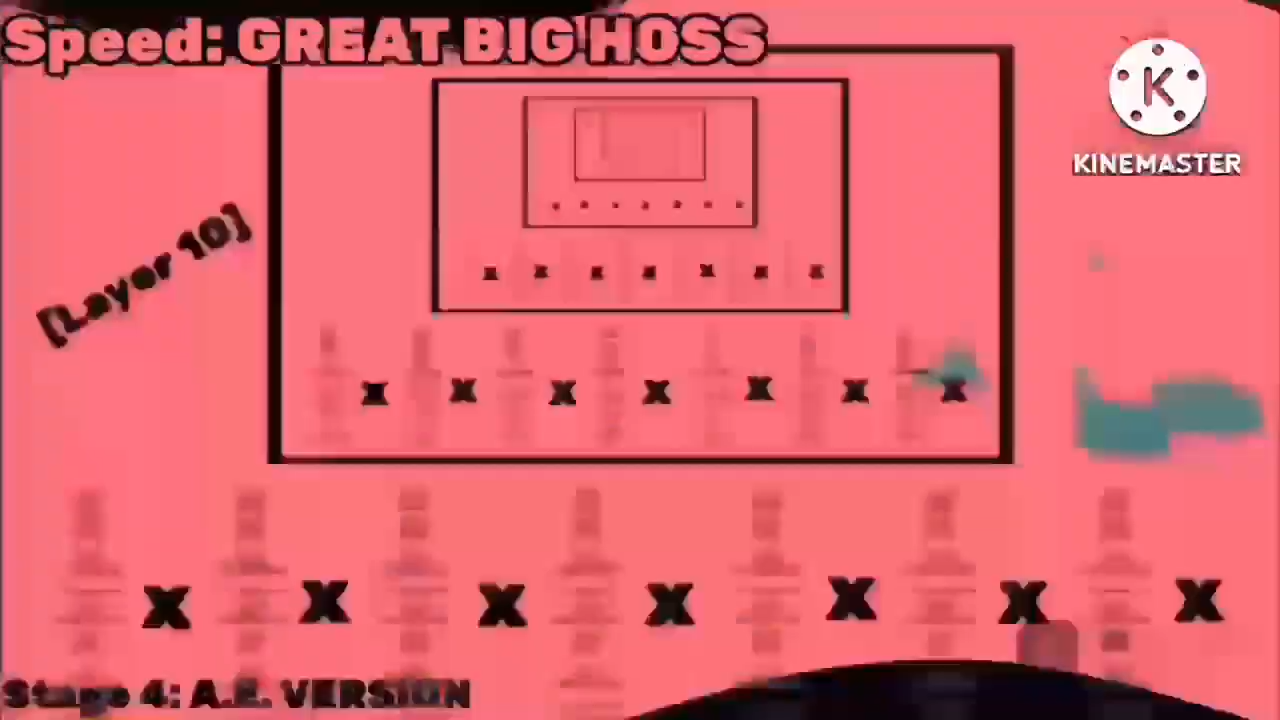 Speed: GREAT BIG HOSS
K
KINEMASTER
[Layer 10]
x x x x x x x
x x x x x x x
x x x x x x x
Stage 4: A.E. VERSION